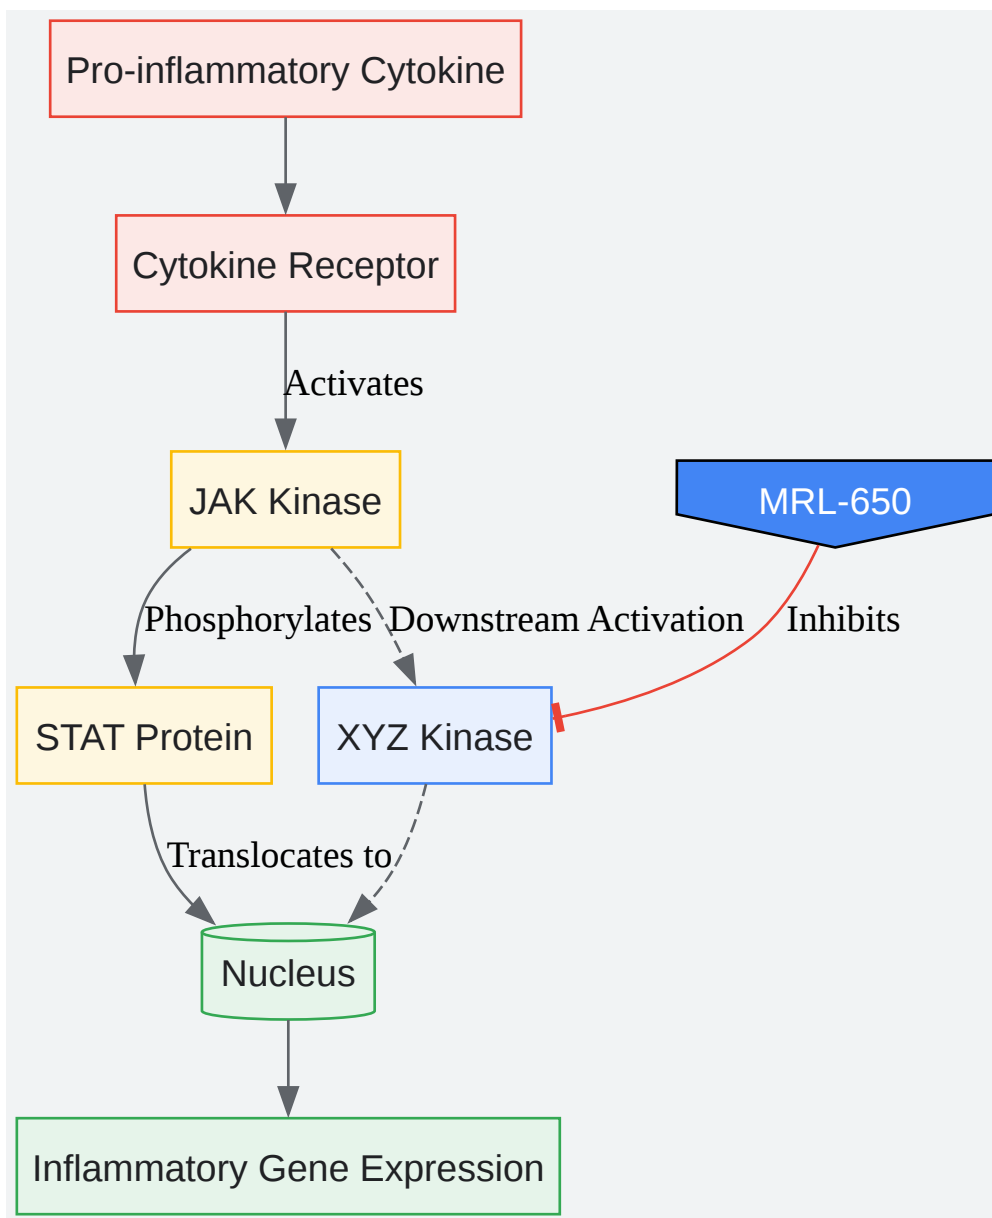 Pro-inflammatory Cytokine
Cytokine Receptor
Activates
JAK Kinase
MRL-650
Phosphorylates
Downstream Activation
Inhibits
STAT Protein
XYZ Kinase
Translocates to
Nucleus
Inflammatory Gene Expression